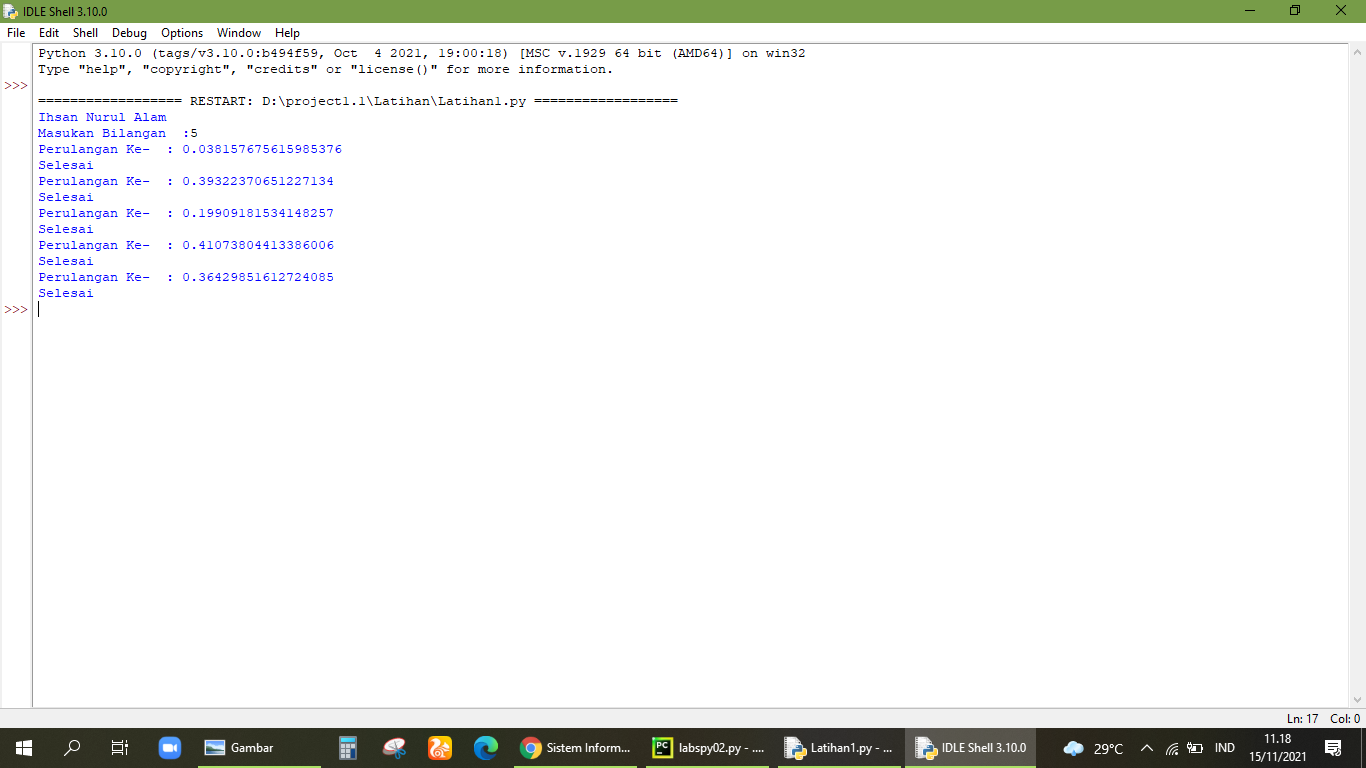 IDLE Shell 3.10.0
File Edit Shell Debug Options Window Help
Python 3.10.0 (tags/v3.10.0:b494f59, Oct  4 2021, 19:00:18) [MSC v.1929 64 bit (AMD64)] on win32
Type "help", "copyright", "credits" or "license()" for more information.
>>>
================== RESTART: D:\project1.1\Latihan\Latihan1.py ==================
Ihsan Nurul Alam
Masukan Bilangan  :5
Perulangan Ke-  : 0.038157675615985376
Selesai
Perulangan Ke-  : 0.39322370651227134
Selesai
Perulangan Ke-  : 0.19909181534148257
Selesai
Perulangan Ke-  : 0.41073804413386006
Selesai
Perulangan Ke-  : 0.36429851612724085
Selesai
>>>
Ln: 17 Col: 0
Gambar Sistem Inform... PC labspy02.py - .... Latihan1.py - ... IDLE Shell 3.10.0 29°C IND 11.18
15/11/2021